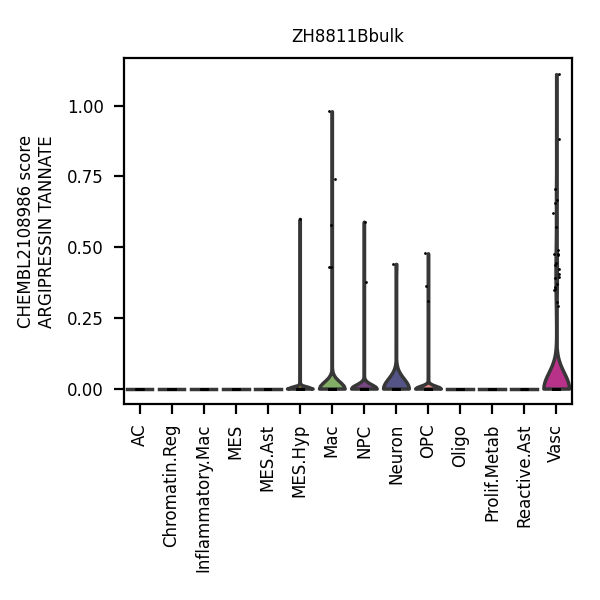 ZH8811Bbulk
CHEMBL2108986 score
ARGIPRESSIN TANNATE
1.00
0.75
0.50
0.25
0.00
AC
Chromatin.Reg
Inflammatory.Mac
MES
MES.Ast
MES.Hyp
Mac
NPC
Neuron
OPC
Oligo
Prolif.Metab
Reactive.Ast
Vasc